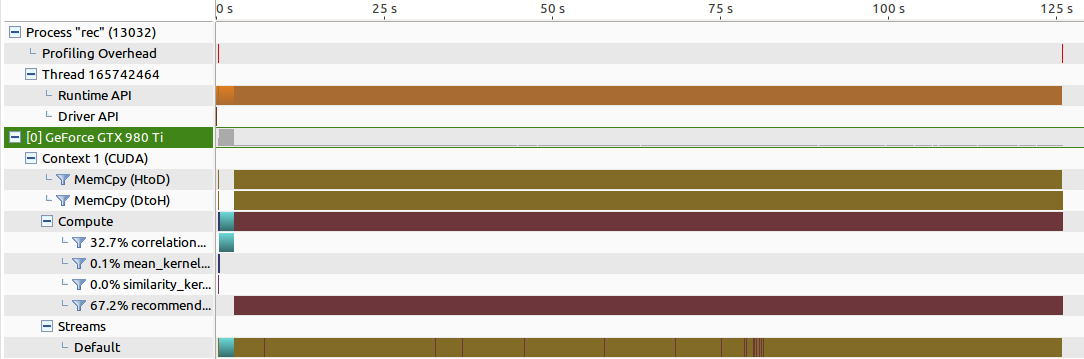 0 s 25 s 50 s 75 s 100 s 125 s
Process "rec" (13032)
Profiling Overhead
Thread 165742464
Runtime API
Driver API
[0] GeForce GTX 980 Ti
Context 1 (CUDA)
MemCpy (HtoD)
MemCpy (DtoH)
Compute
32.7% correlation...
0.1% mean_kernel...
0.0% similarity_ker...
67.2% recommend...
Streams
Default